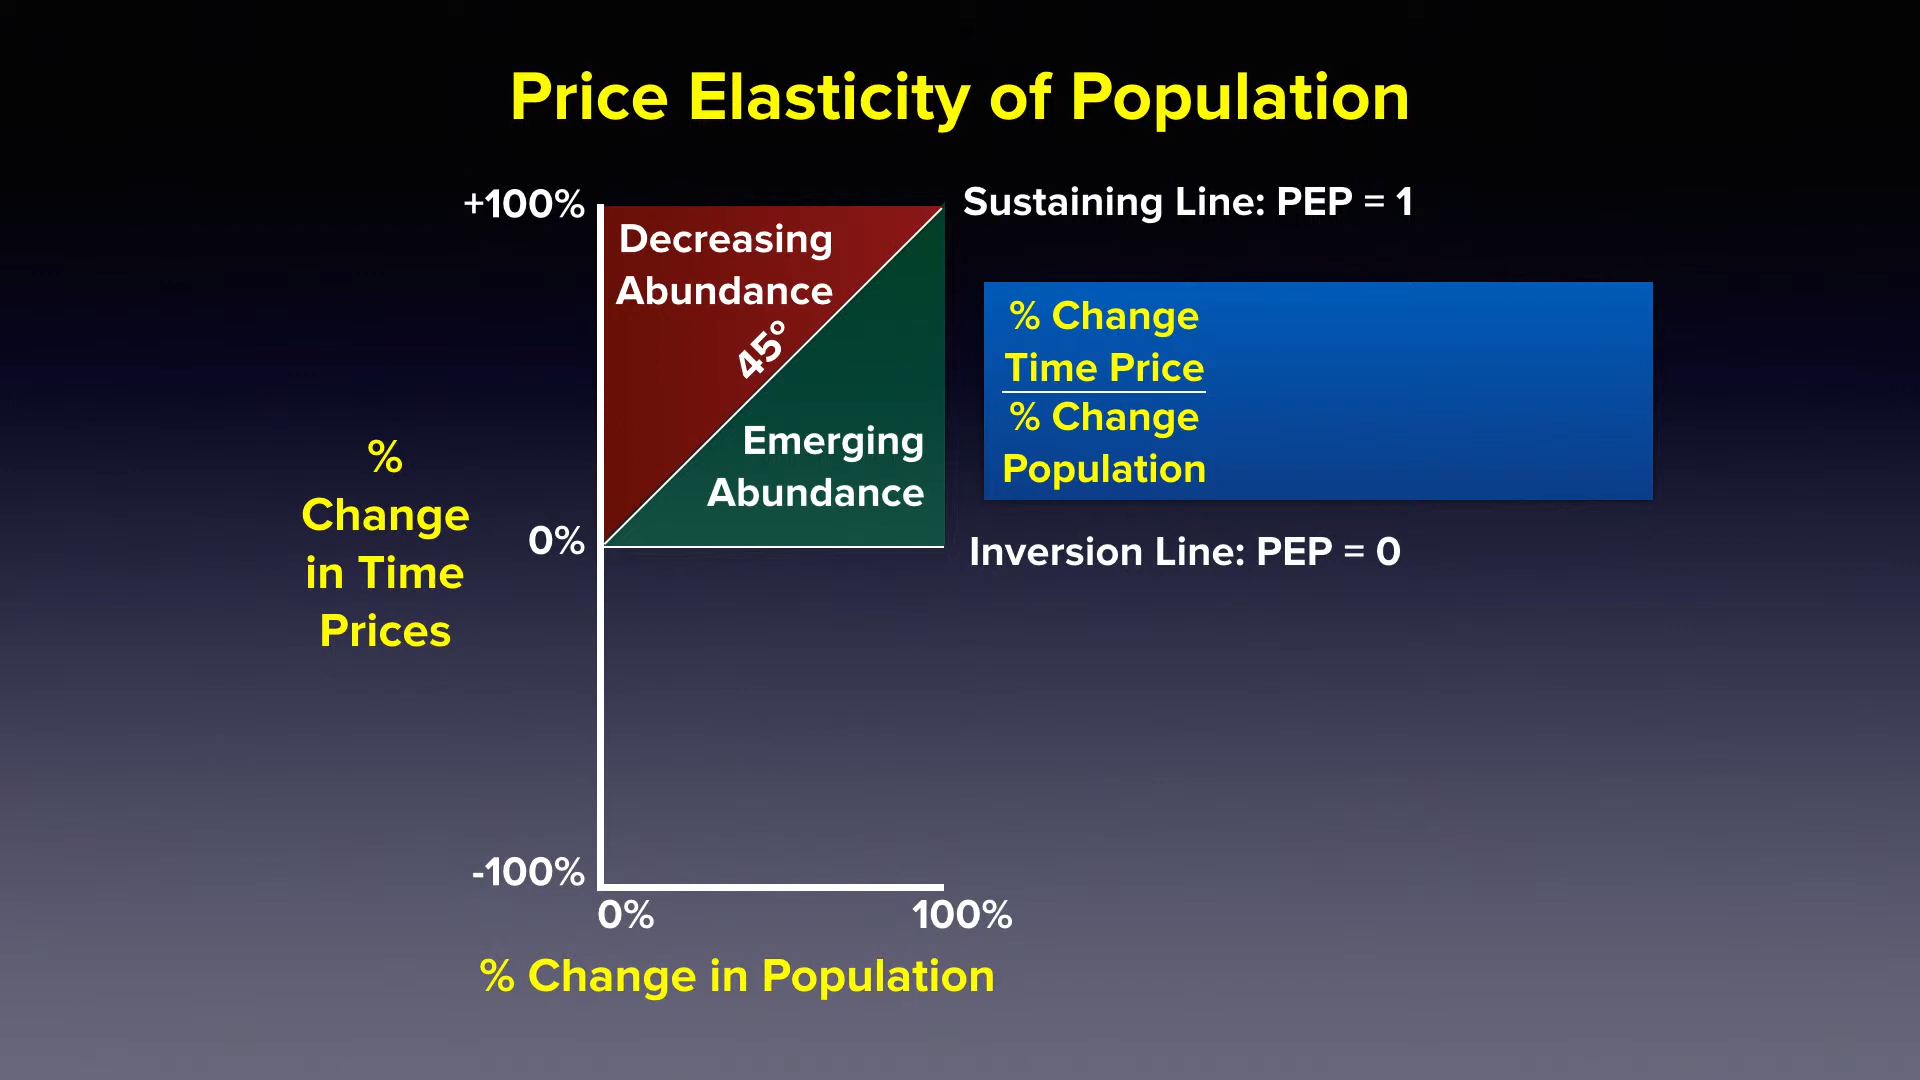 Price Elasticity of Population
+100%
Sustaining Line: PEP = 1
Decreasing
Abundance
45°
% Change
Time Price
% Change
Population
Emerging
Abundance
%
Change
in Time
Prices
0%
Inversion Line: PEP = 0
-100%
0%
100%
% Change in Population